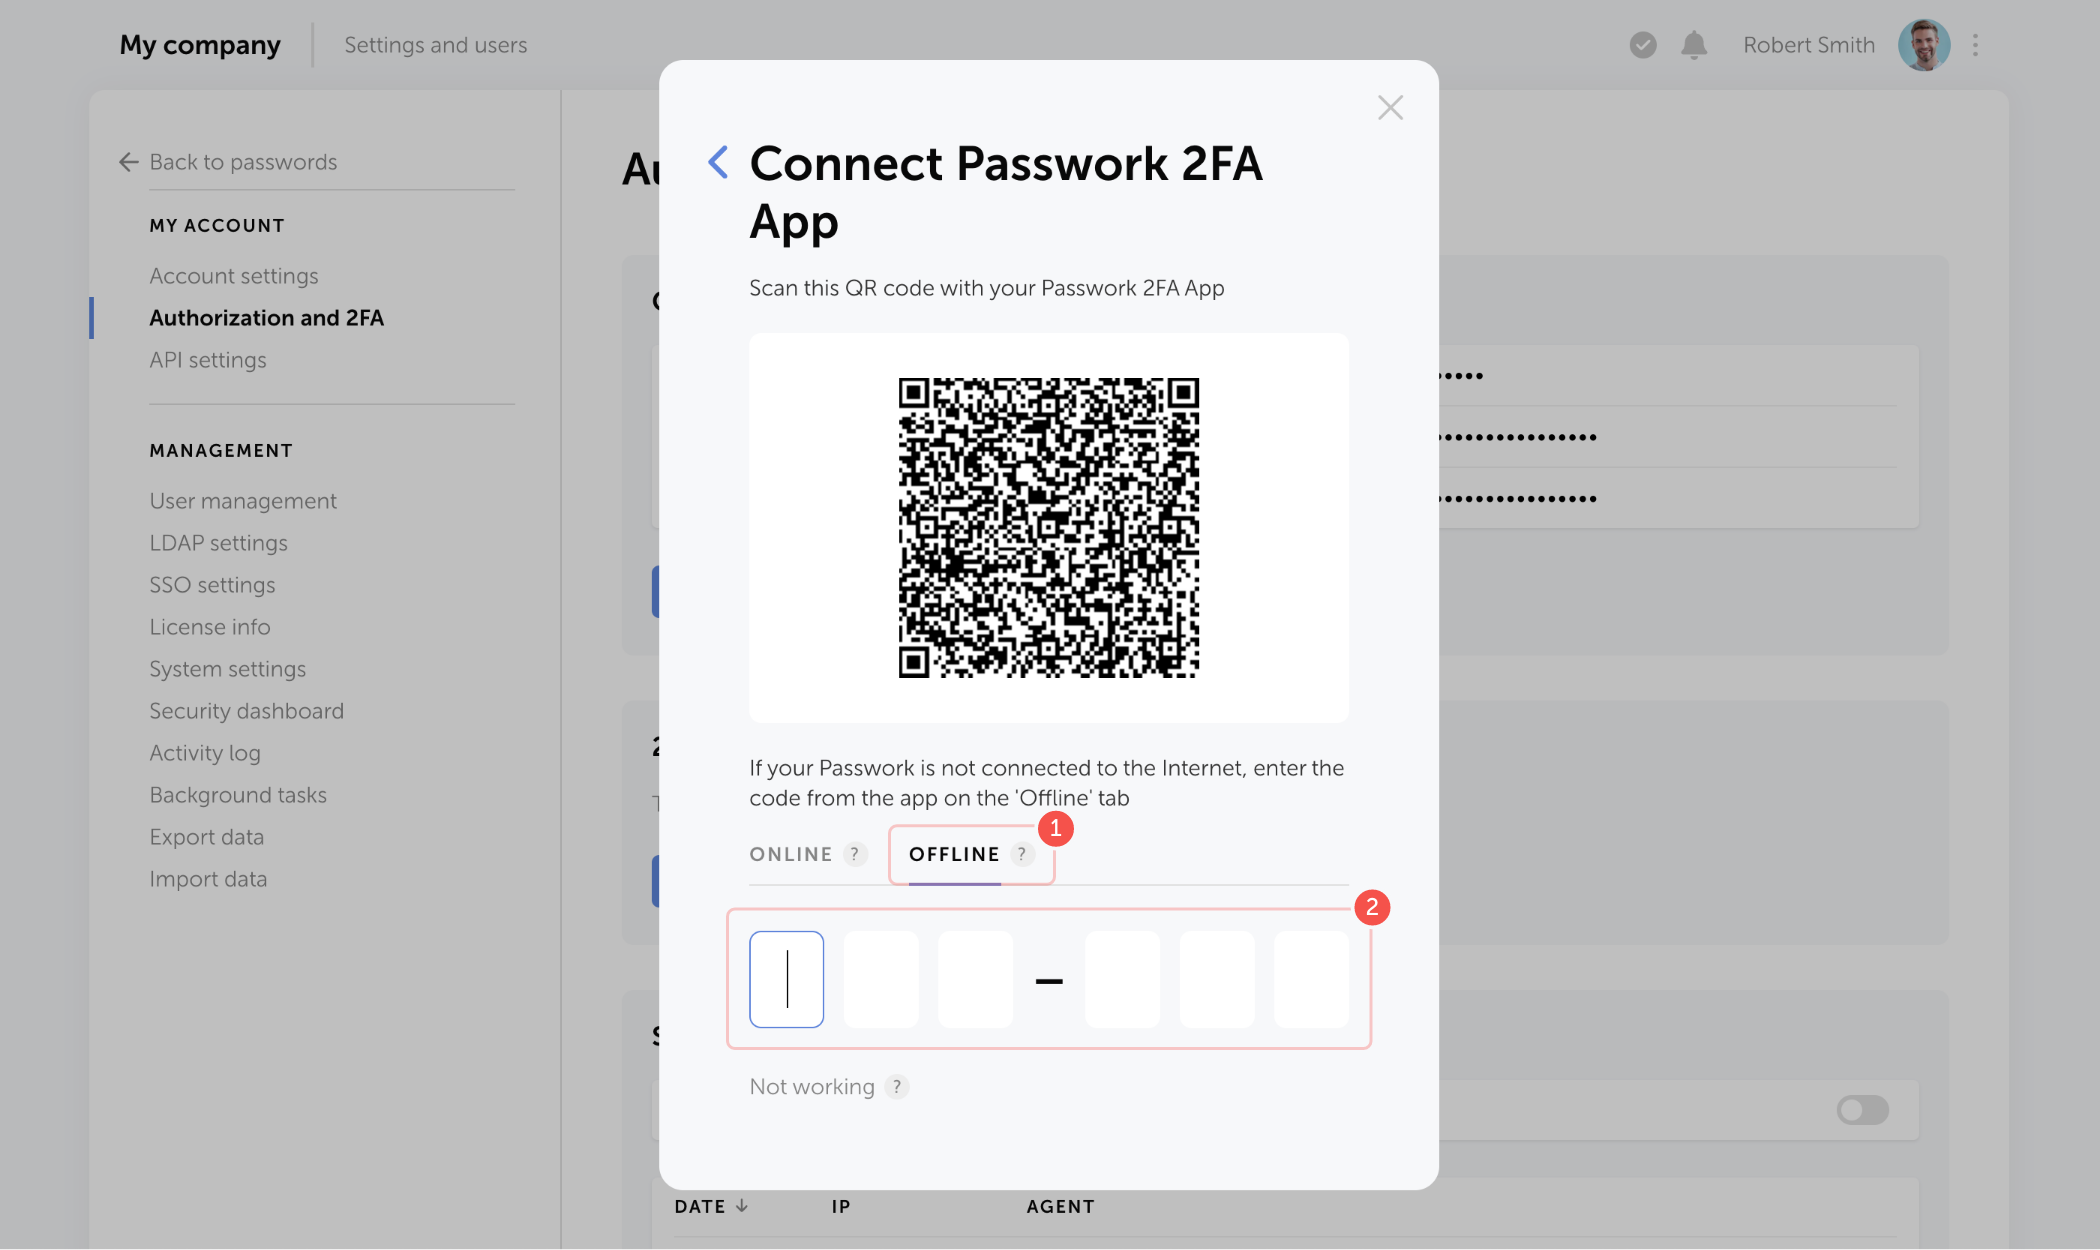 My company
Settings and users
Robert Smith
Back to passwords
MY ACCOUNT
Account settings
Authorization and 2FA
API settings
MANAGEMENT
User management
LDAP settings
SSO settings
License info
System settings
Security dashboard
Activity log
Background tasks
Export data
Import data
Connect Passwork 2FA
App
Scan this QR code with your Passwork 2FA App
If your Passwork is not connected to the Internet, enter the
code from the app on the 'Offline' tab
ONLINE ?
OFFLINE ?
1
2
–
Not working ?
DATE
IP
AGENT